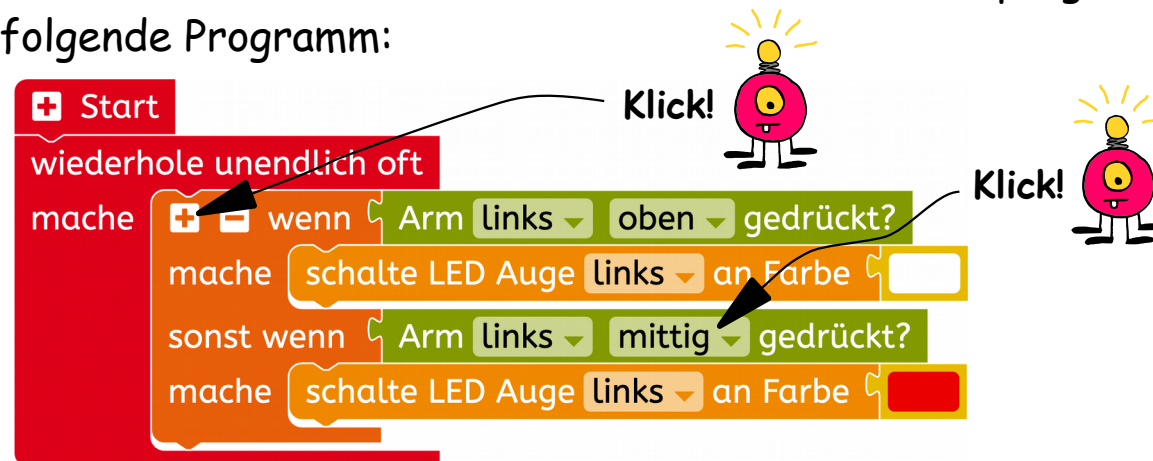 folgende Programm:
Klick!
Klick!
Start
wiederhole unendlich oft
mache
wenn Arm links oben gedrückt?
mache schalte LED Auge links an Farbe
sonst wenn Arm links mittig gedrückt?
mache schalte LED Auge links an Farbe